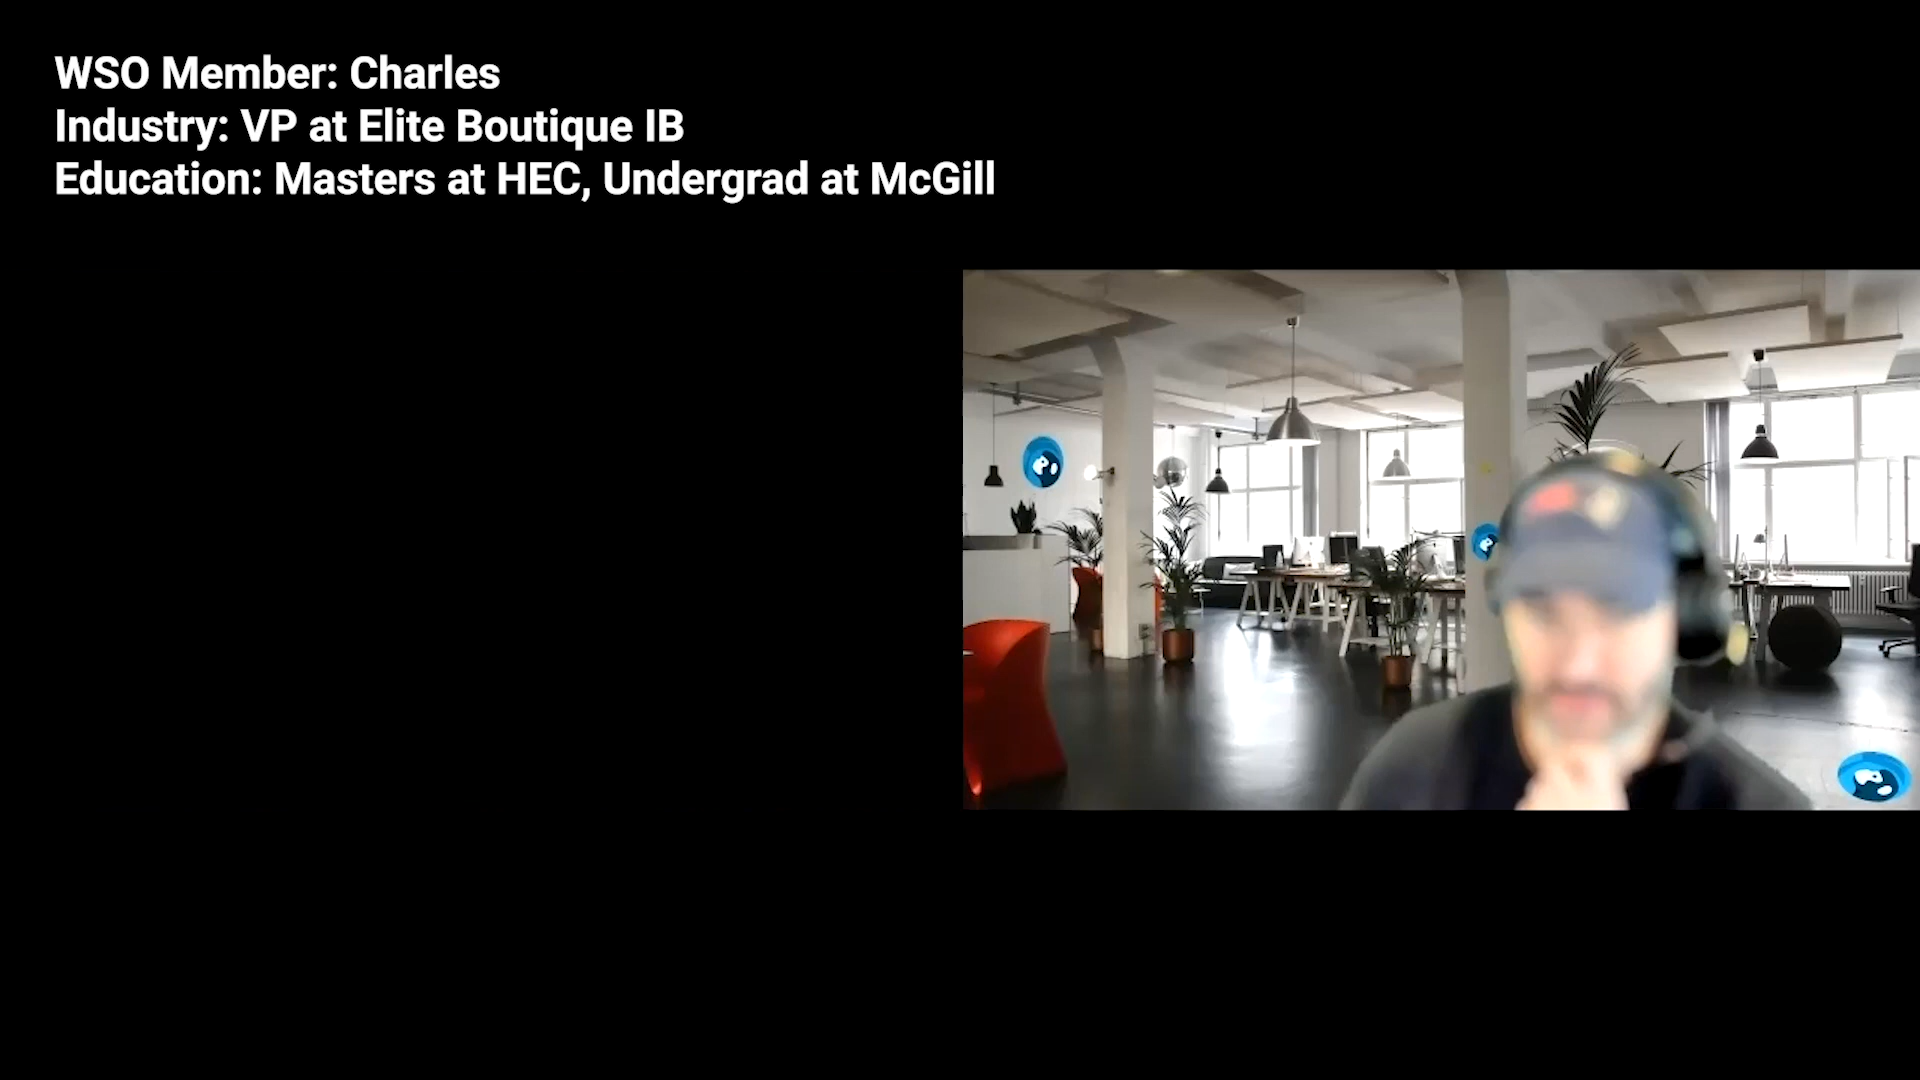 WSO Member: Charles
Industry: VP at Elite Boutique IB
Education: Masters at HEC, Undergrad at McGill